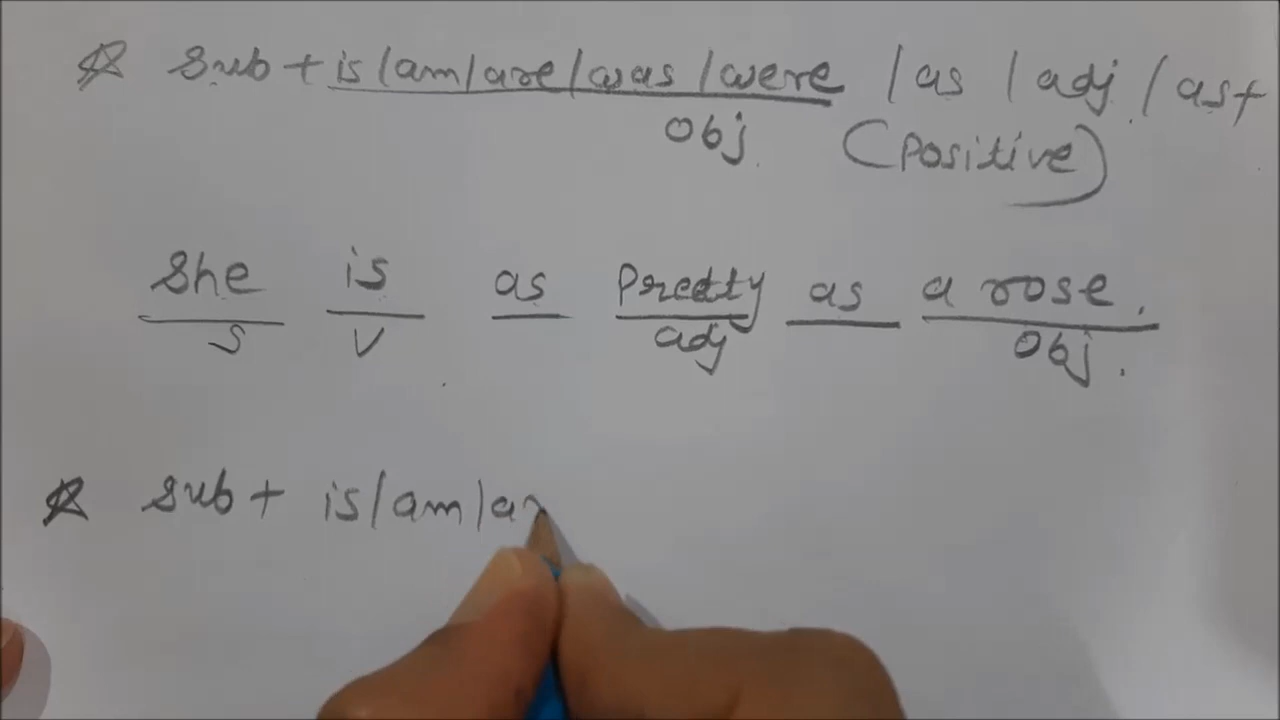 ☆ Sub + is/am/are/was/were /as / adj / as +
Obj. (Positive)
She is as Pretty as a rose.
S V adj Obj.
☆ Sub + is/am/ar